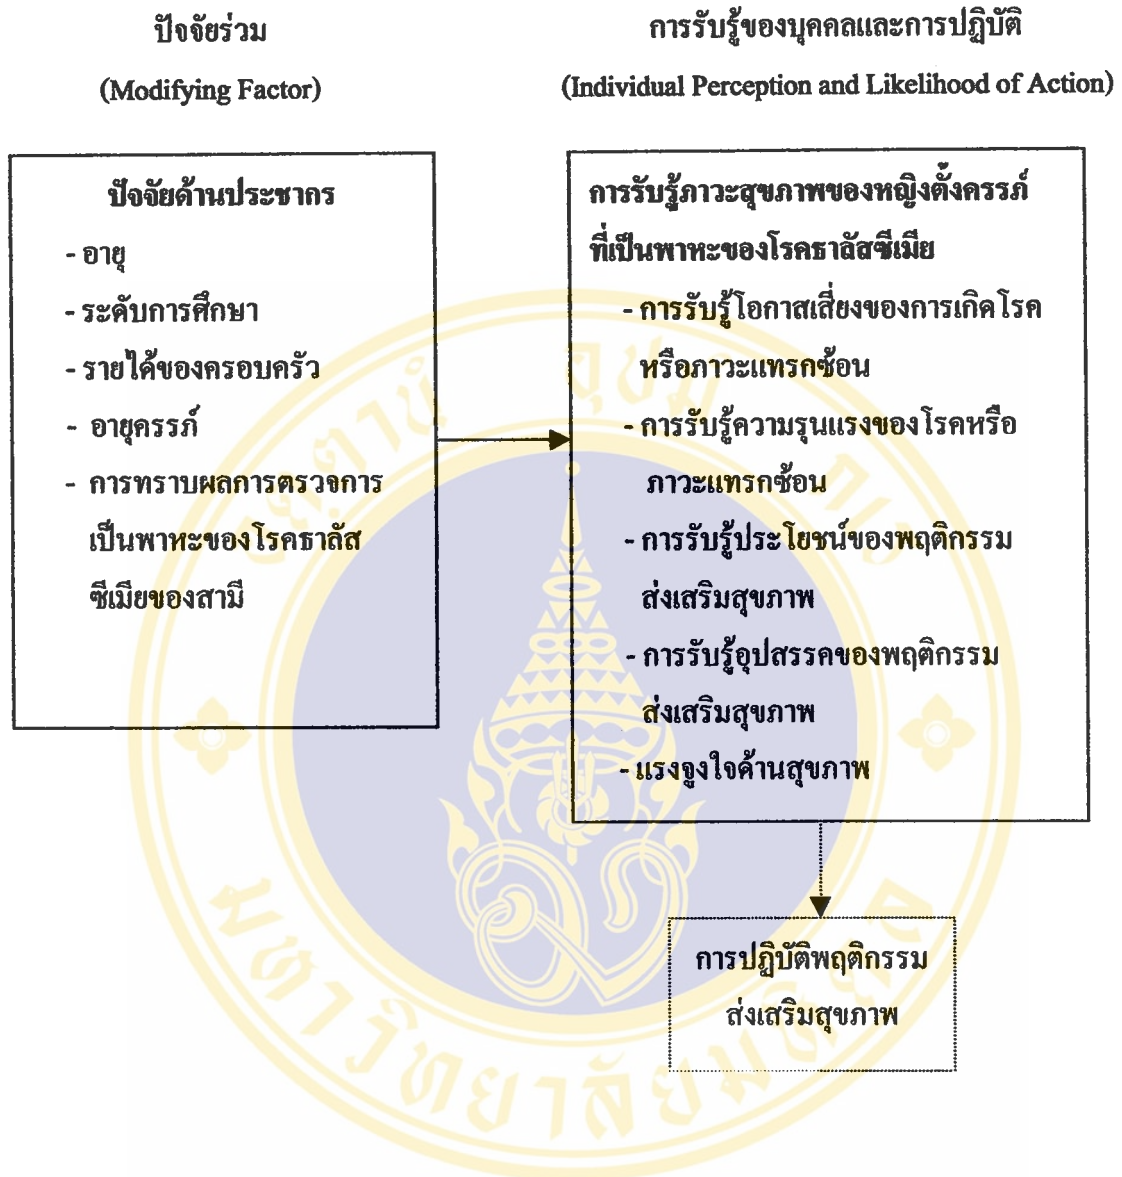 ปัจจัยร่วม
(Modifying Factor)
การรับรู้ของบุคคลและการปฏิบัติ
(Individual Perception and Likelihood of Action)
ปัจจัยด้านประชากร
- อายุ
- ระดับการศึกษา
- รายได้ของครอบครัว
- อายุครรภ์
- การทราบผลการตรวจการ
เป็นพาหะของโรคธาลัส
ซีเมียของสามี
การรับรู้ภาวะสุขภาพของหญิงตั้งครรภ์
ที่เป็นพาหะของโรคธาลัสซีเมีย
- การรับรู้โอกาสเสี่ยงของการเกิดโรค
หรือภาวะแทรกซ้อน
- การรับรู้ความรุนแรงของโรคหรือ
ภาวะแทรกซ้อน
- การรับรู้ประโยชน์ของพฤติกรรม
ส่งเสริมสุขภาพ
- การรับรู้อุปสรรคของพฤติกรรม
ส่งเสริมสุขภาพ
- แรงจูงใจด้านสุขภาพ
การปฏิบัติพฤติกรรม
ส่งเสริมสุขภาพ
มหาวิทยาลัยมหิดล